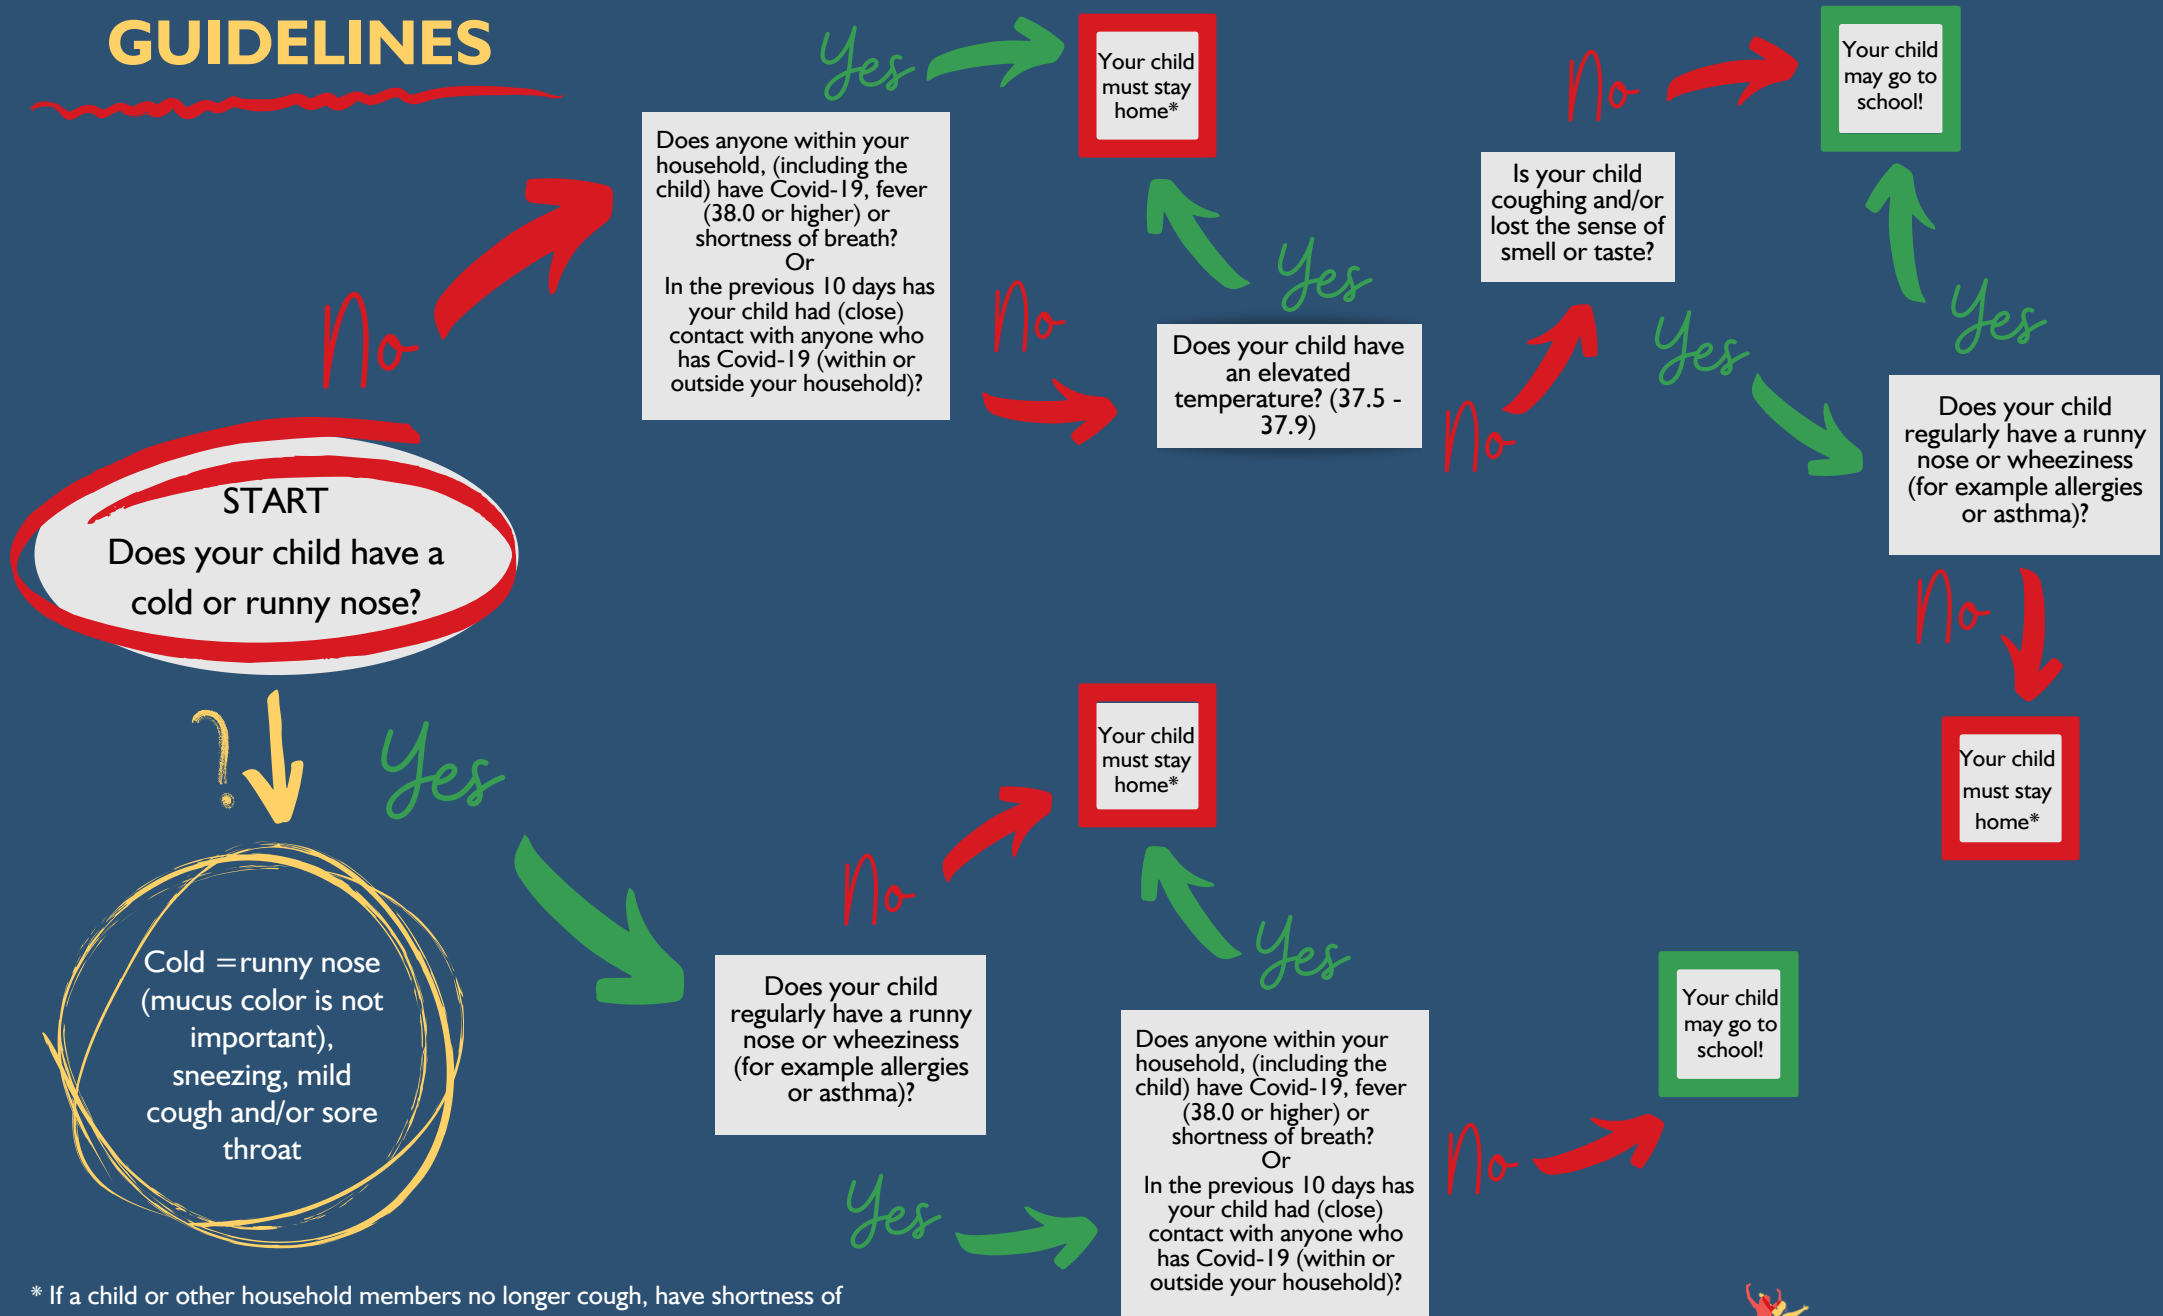 GUIDELINES
Yes
Your child
must stay
home*
No
Your child
may go to
school!
Does anyone within your
household, (including the
child) have Covid-19, fever
(38.0 or higher) or
shortness of breath?
Or
In the previous 10 days has
your child had (close)
contact with anyone who
has Covid-19 (within or
outside your household)?
Is your child
coughing and/or
lost the sense of
smell or taste?
No
No
Yes
Does your child have
an elevated
temperature? (37.5 -
37.9)
No
Yes
Yes
Does your child
regularly have a runny
nose or wheeziness
(for example allergies
or asthma)?
START
Does your child have a
cold or runny nose?
No
Your child
must stay
home*
?
Yes
Your child
must stay
home*
No
Cold =runny nose
(mucus color is not
important),
sneezing, mild
cough and/or sore
throat
Does your child
regularly have a runny
nose or wheeziness
(for example allergies
or asthma)?
Yes
Yes
Does anyone within your
household, (including the
child) have Covid-19, fever
(38.0 or higher) or
shortness of breath?
Or
In the previous 10 days has
your child had (close)
contact with anyone who
has Covid-19 (within or
outside your household)?
No
Your child
may go to
school!
* If a child or other household members no longer cough, have shortness of